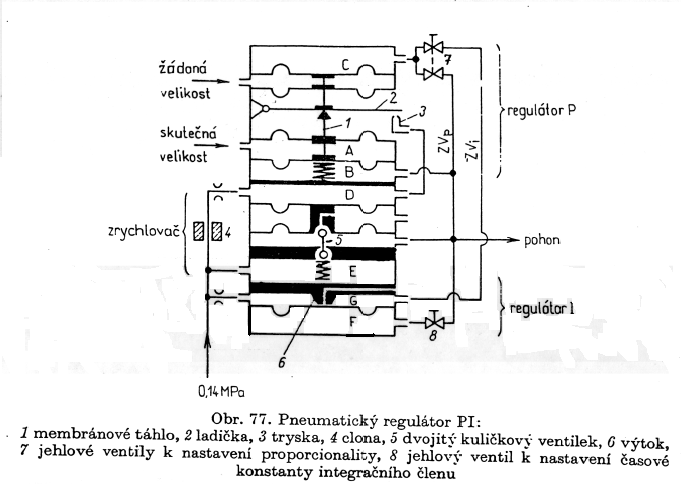 C
žádaná
velikost
7
2
3
regulátor P
skutečná
velikost
1
A
B
ZVp
ZVi
D
zrychlovač
4
5
pohon
E
G
F
regulátor I
6
8
0,14 MPa
Obr. 77. Pneumatický regulátor PI:
1 membránové táhlo, 2 ladička, 3 tryska, 4 clona, 5 dvojitý kuličkový ventilek, 6 výtok,
7 jehlové ventily k nastavení proporcionality, 8 jehlový ventil k nastavení časové
konstanty integračního členu